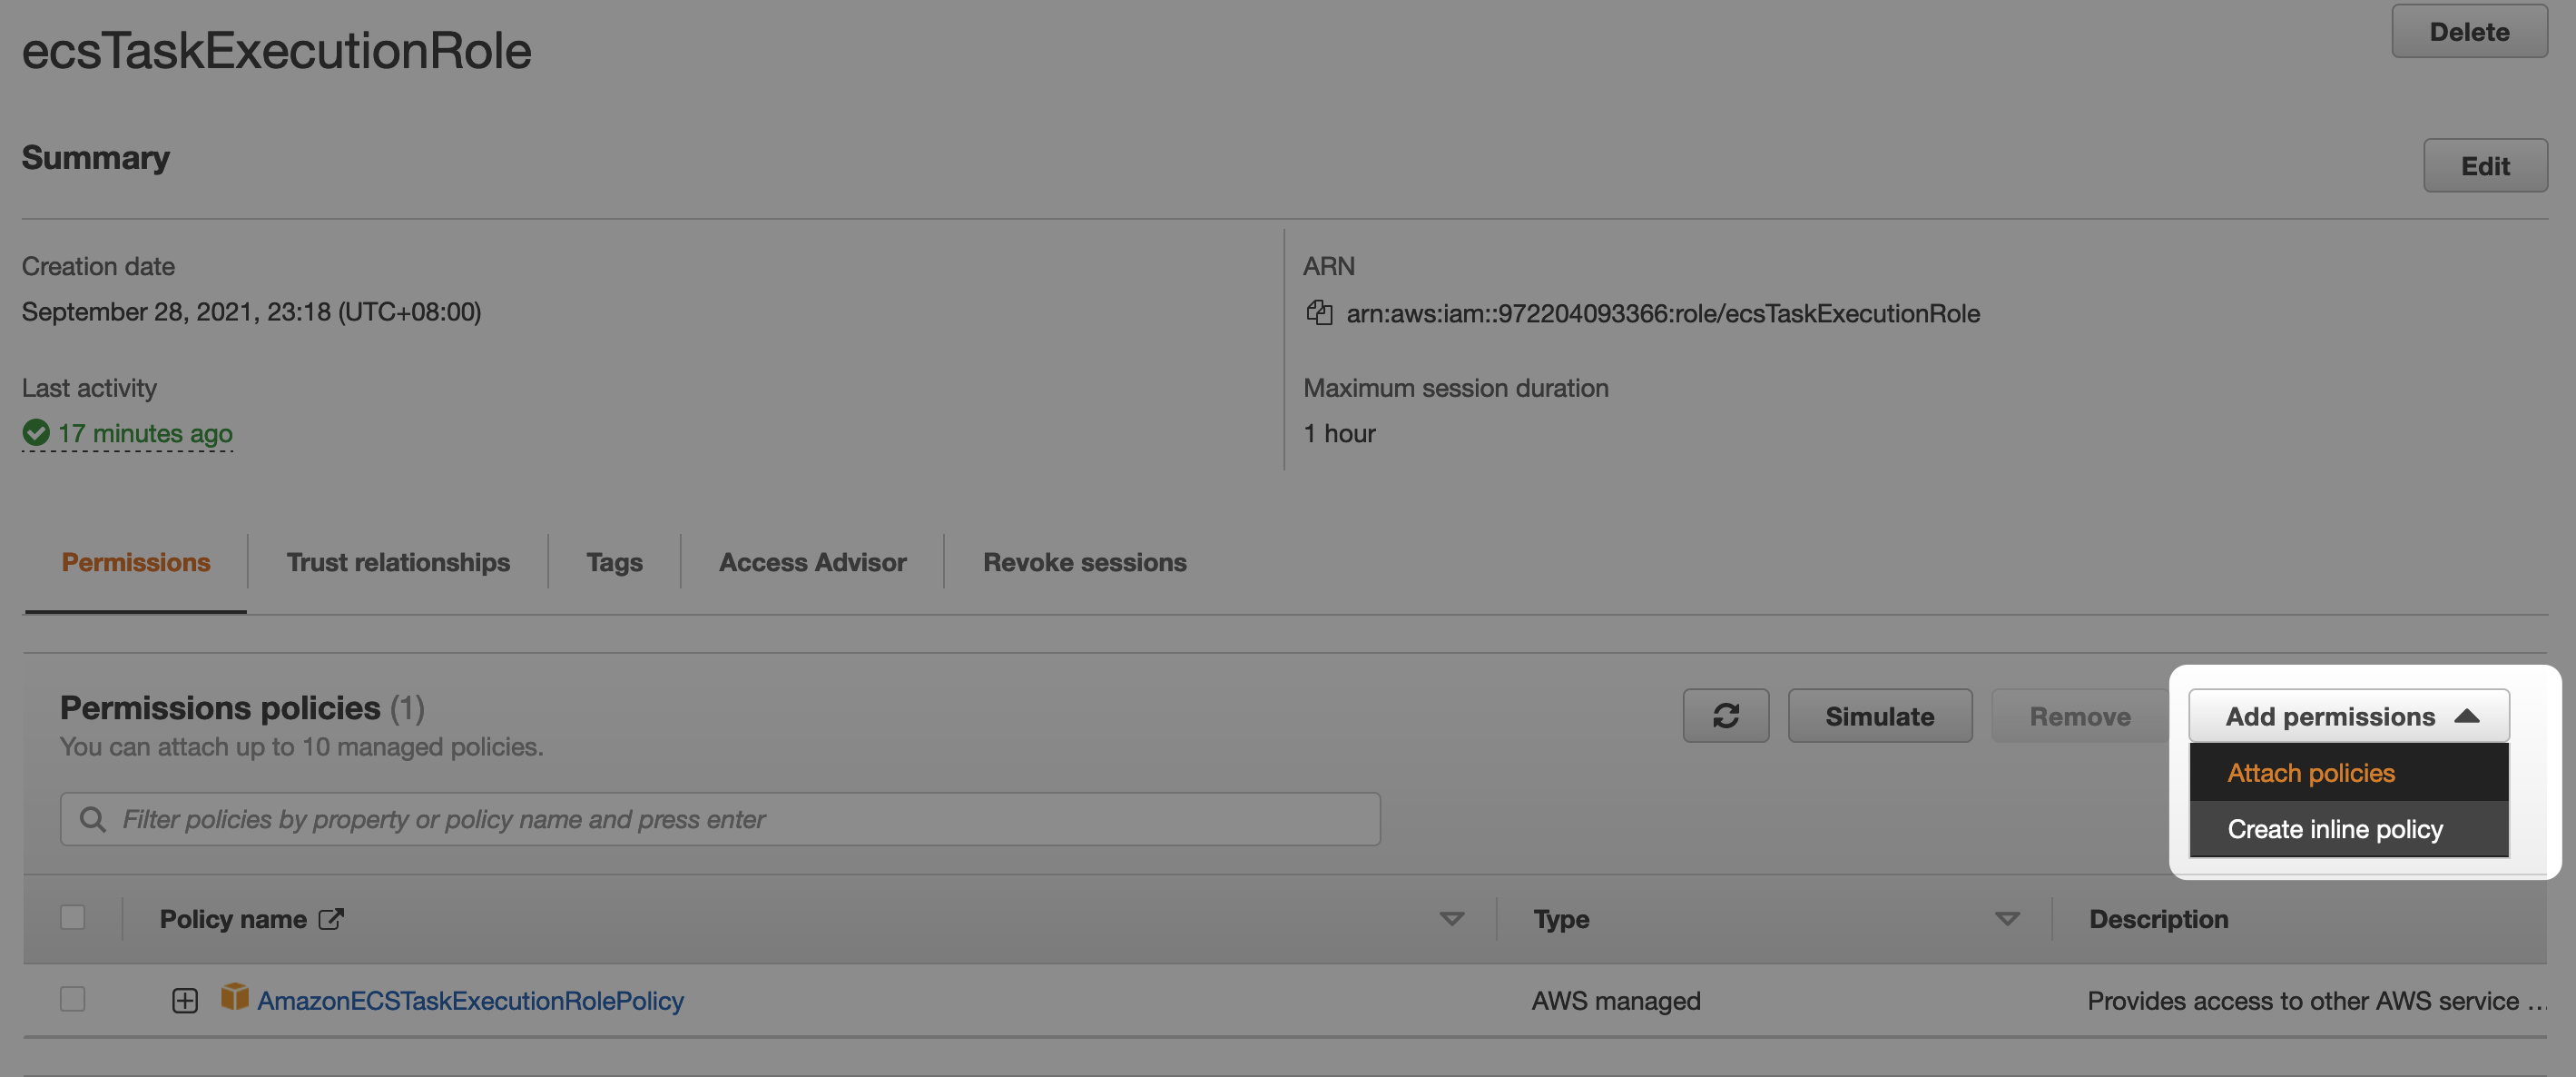 ecsTaskExecutionRole
Delete
Summary
Edit
Creation date
September 28, 2021, 23:18 (UTC+08:00)
ARN
arn:aws:iam::972204093366:role/ecsTaskExecutionRole
Last activity
17 minutes ago
Maximum session duration
1 hour
Permissions
Trust relationships
Tags
Access Advisor
Revoke sessions
Permissions policies (1)
You can attach up to 10 managed policies.
Simulate
Remove
Add permissions
Attach policies
Create inline policy
Filter policies by property or policy name and press enter
Policy name
Type
Description
AmazonECSTaskExecutionRolePolicy
AWS managed
Provides access to other AWS service ...